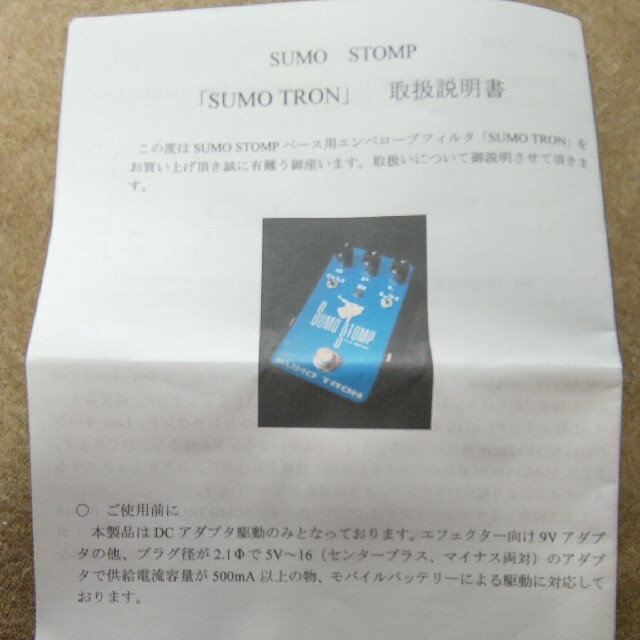 SUMO STOMP
「SUMO TRON」 取扱説明書
この度は SUMO STOMP ベース用エンベロープフィルタ「SUMO TRON」を
お買い上げ頂き誠に有難う御座います。取扱いについて御説明させて頂きま
す。
SUMO STOMP
SUMO TRON
○ ご使用前に
本製品は DC アダプタ駆動のみとなっております。エフェクター向け 9V アダプ
タの他、プラグ径が 2.1Φで 5V〜16（センタープラス、マイナス両対）のアダプ
タで供給電流容量が 500mA 以上の物、モバイルバッテリーによる駆動に対応して
おります。